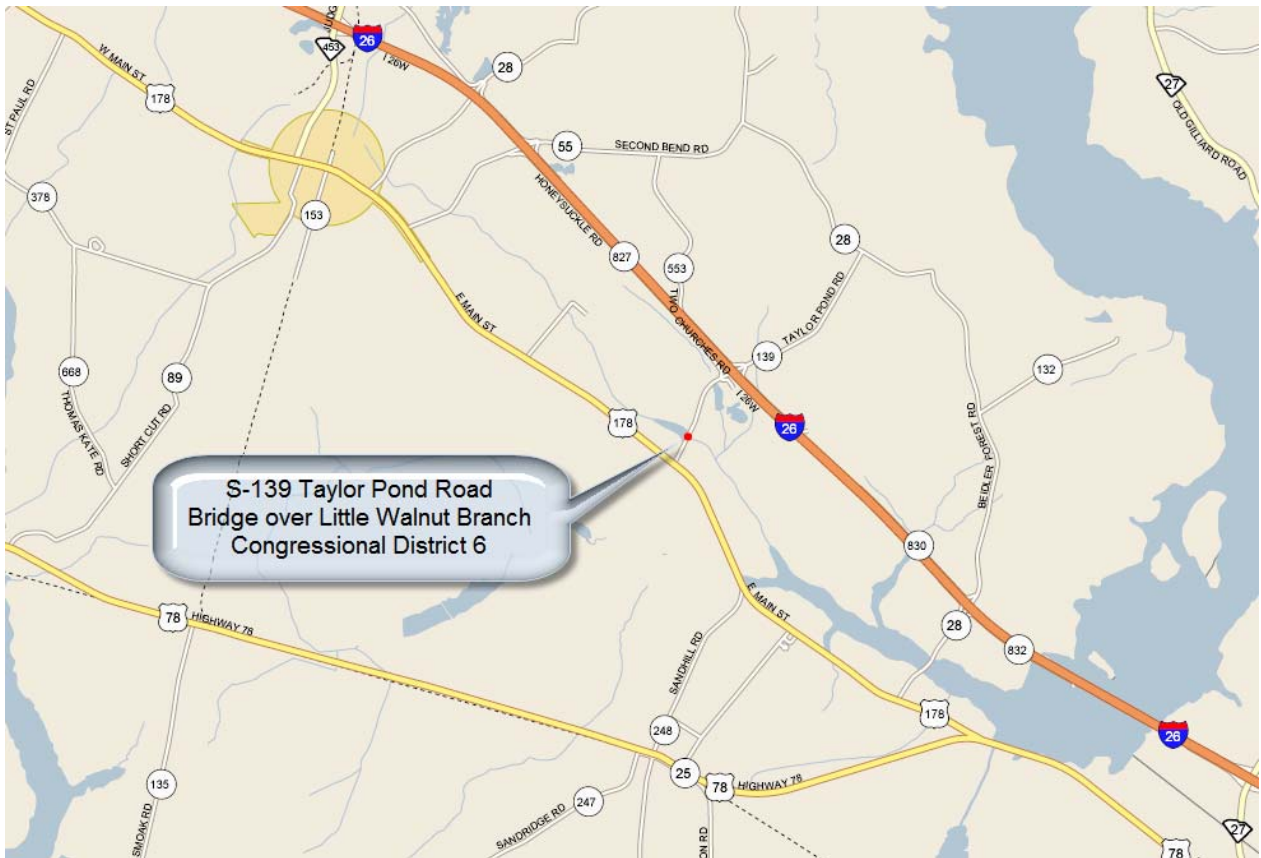 26
453
I 26W
28
W MAIN ST
178
ST PAUL RD
27
OLD GILLIARD ROAD
55
SECOND BEND RD
HONEYSUCKLE RD
378
153
28
827
553
TWO CHURCHES RD
TAYLOR POND RD
E MAIN ST
139
132
668
89
I 26W
THOMAS KATE RD
SHORT CUT RD
178
26
BEIDLER FOREST RD
S-139 Taylor Pond Road
Bridge over Little Walnut Branch
Congressional District 6
830
E MAIN ST
78
HIGHWAY 78
28
832
SANDHILL RD
178
248
26
25
135
78
HIGHWAY 78
247
SANDRIDGE RD
SMOAK RD
ON RD
27
78